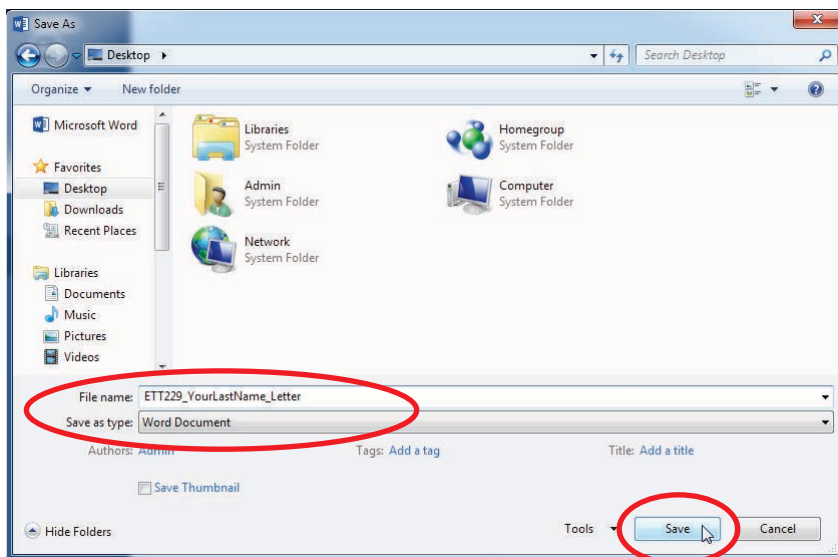 Save As
Desktop
Search Desktop
Organize
New folder
Microsoft Word
Favorites
Desktop
Downloads
Recent Places
Libraries
Documents
Music
Pictures
Videos
Libraries
System Folder
Homegroup
System Folder
Admin
System Folder
Computer
System Folder
Network
System Folder
File name: ETT229_YourLastName_Letter
Save as type: Word Document
Authors: Admin
Tags: Add a tag
Title: Add a title
Save Thumbnail
Hide Folders
Tools
Save
Cancel